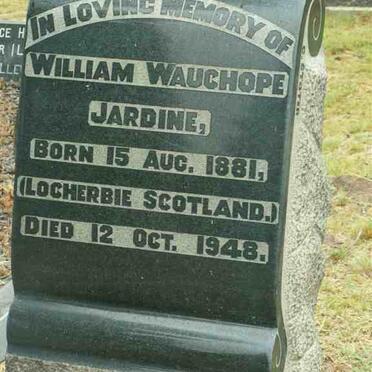 IN LOVING MEMORY OF
WILLIAM WAUCHOPE
JARDINE,
BORN 15 AUG. 1881,
(LOCHERBIE SCOTLAND.)
DIED 12 OCT. 1948.